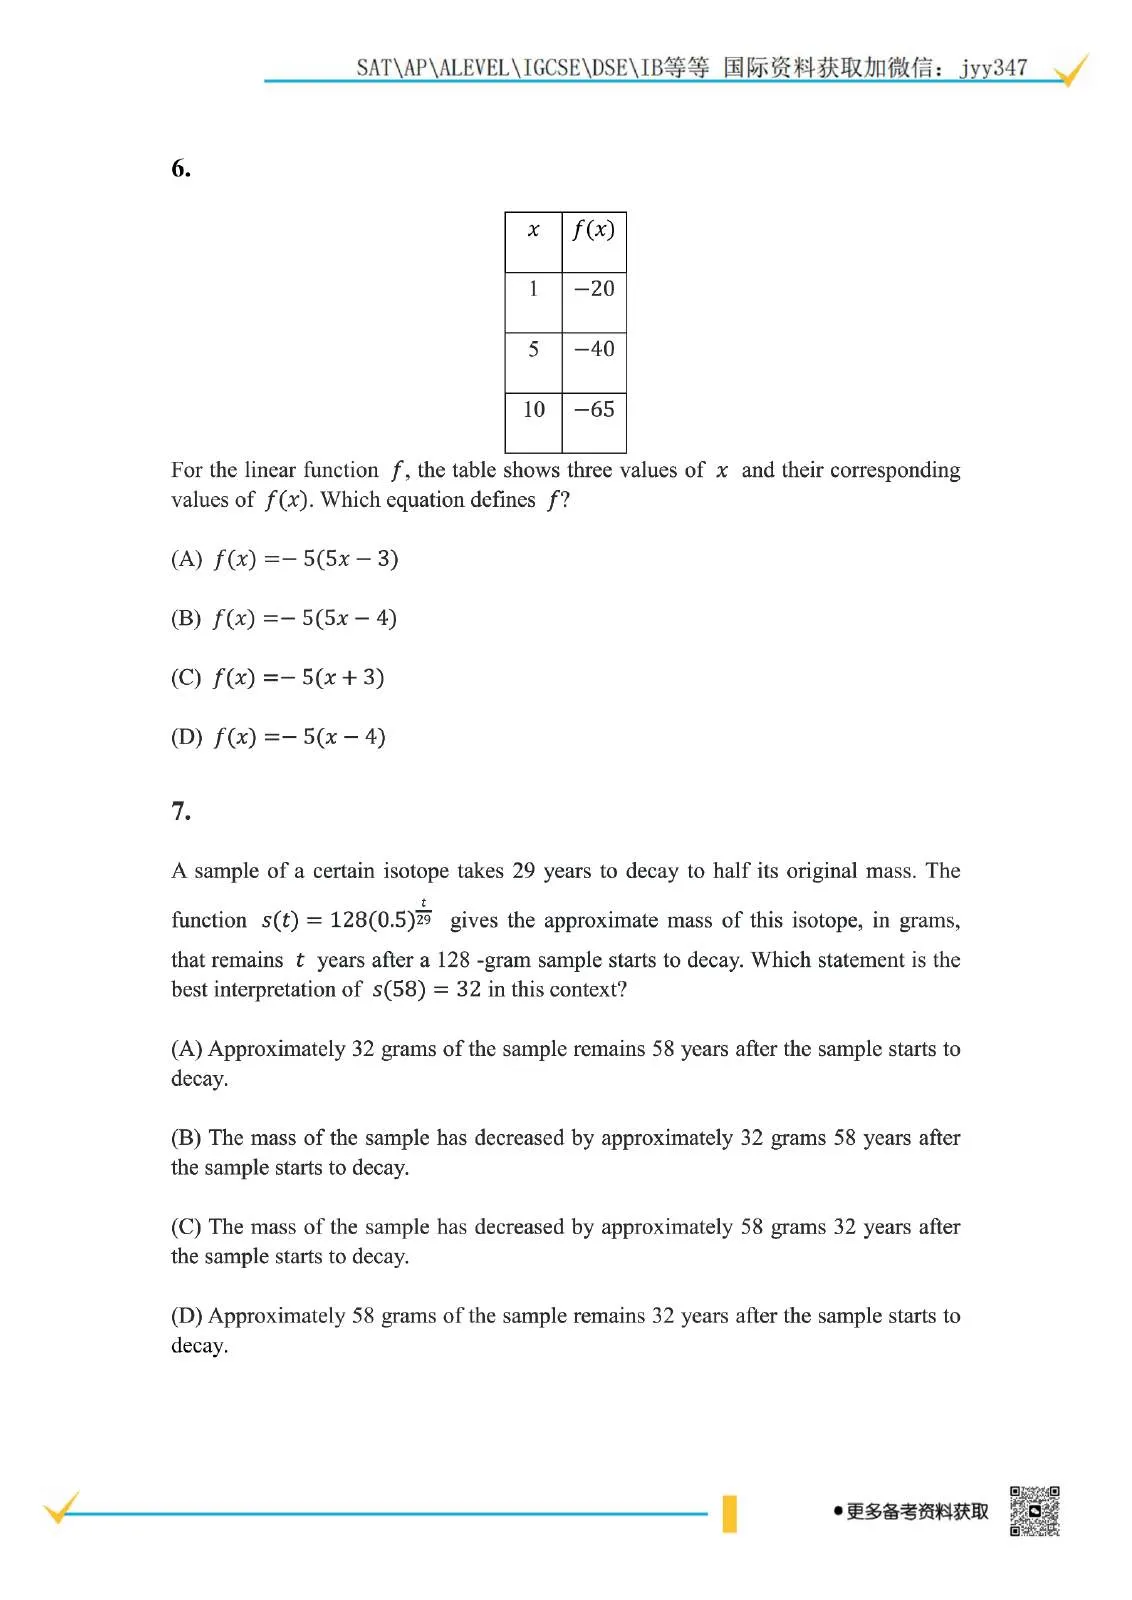 SAT\AP\ALEVEL\IGCSE\DSE\IB等等 国际资料获取加微信：jyy347
6.
x f(x)
1 −20
5 −40
10 −65
For the linear function f, the table shows three values of x and their corresponding
values of f(x). Which equation defines f?
(A) f(x) =− 5(5x − 3)
(B) f(x) =− 5(5x − 4)
(C) f(x) =− 5(x + 3)
(D) f(x) =− 5(x − 4)
7.
A sample of a certain isotope takes 29 years to decay to half its original mass. The
function s(t) = 128(0.5)^(t/29) gives the approximate mass of this isotope, in grams,
that remains t years after a 128 -gram sample starts to decay. Which statement is the
best interpretation of s(58) = 32 in this context?
(A) Approximately 32 grams of the sample remains 58 years after the sample starts to
decay.
(B) The mass of the sample has decreased by approximately 32 grams 58 years after
the sample starts to decay.
(C) The mass of the sample has decreased by approximately 58 grams 32 years after
the sample starts to decay.
(D) Approximately 58 grams of the sample remains 32 years after the sample starts to
decay.
•更多备考资料获取